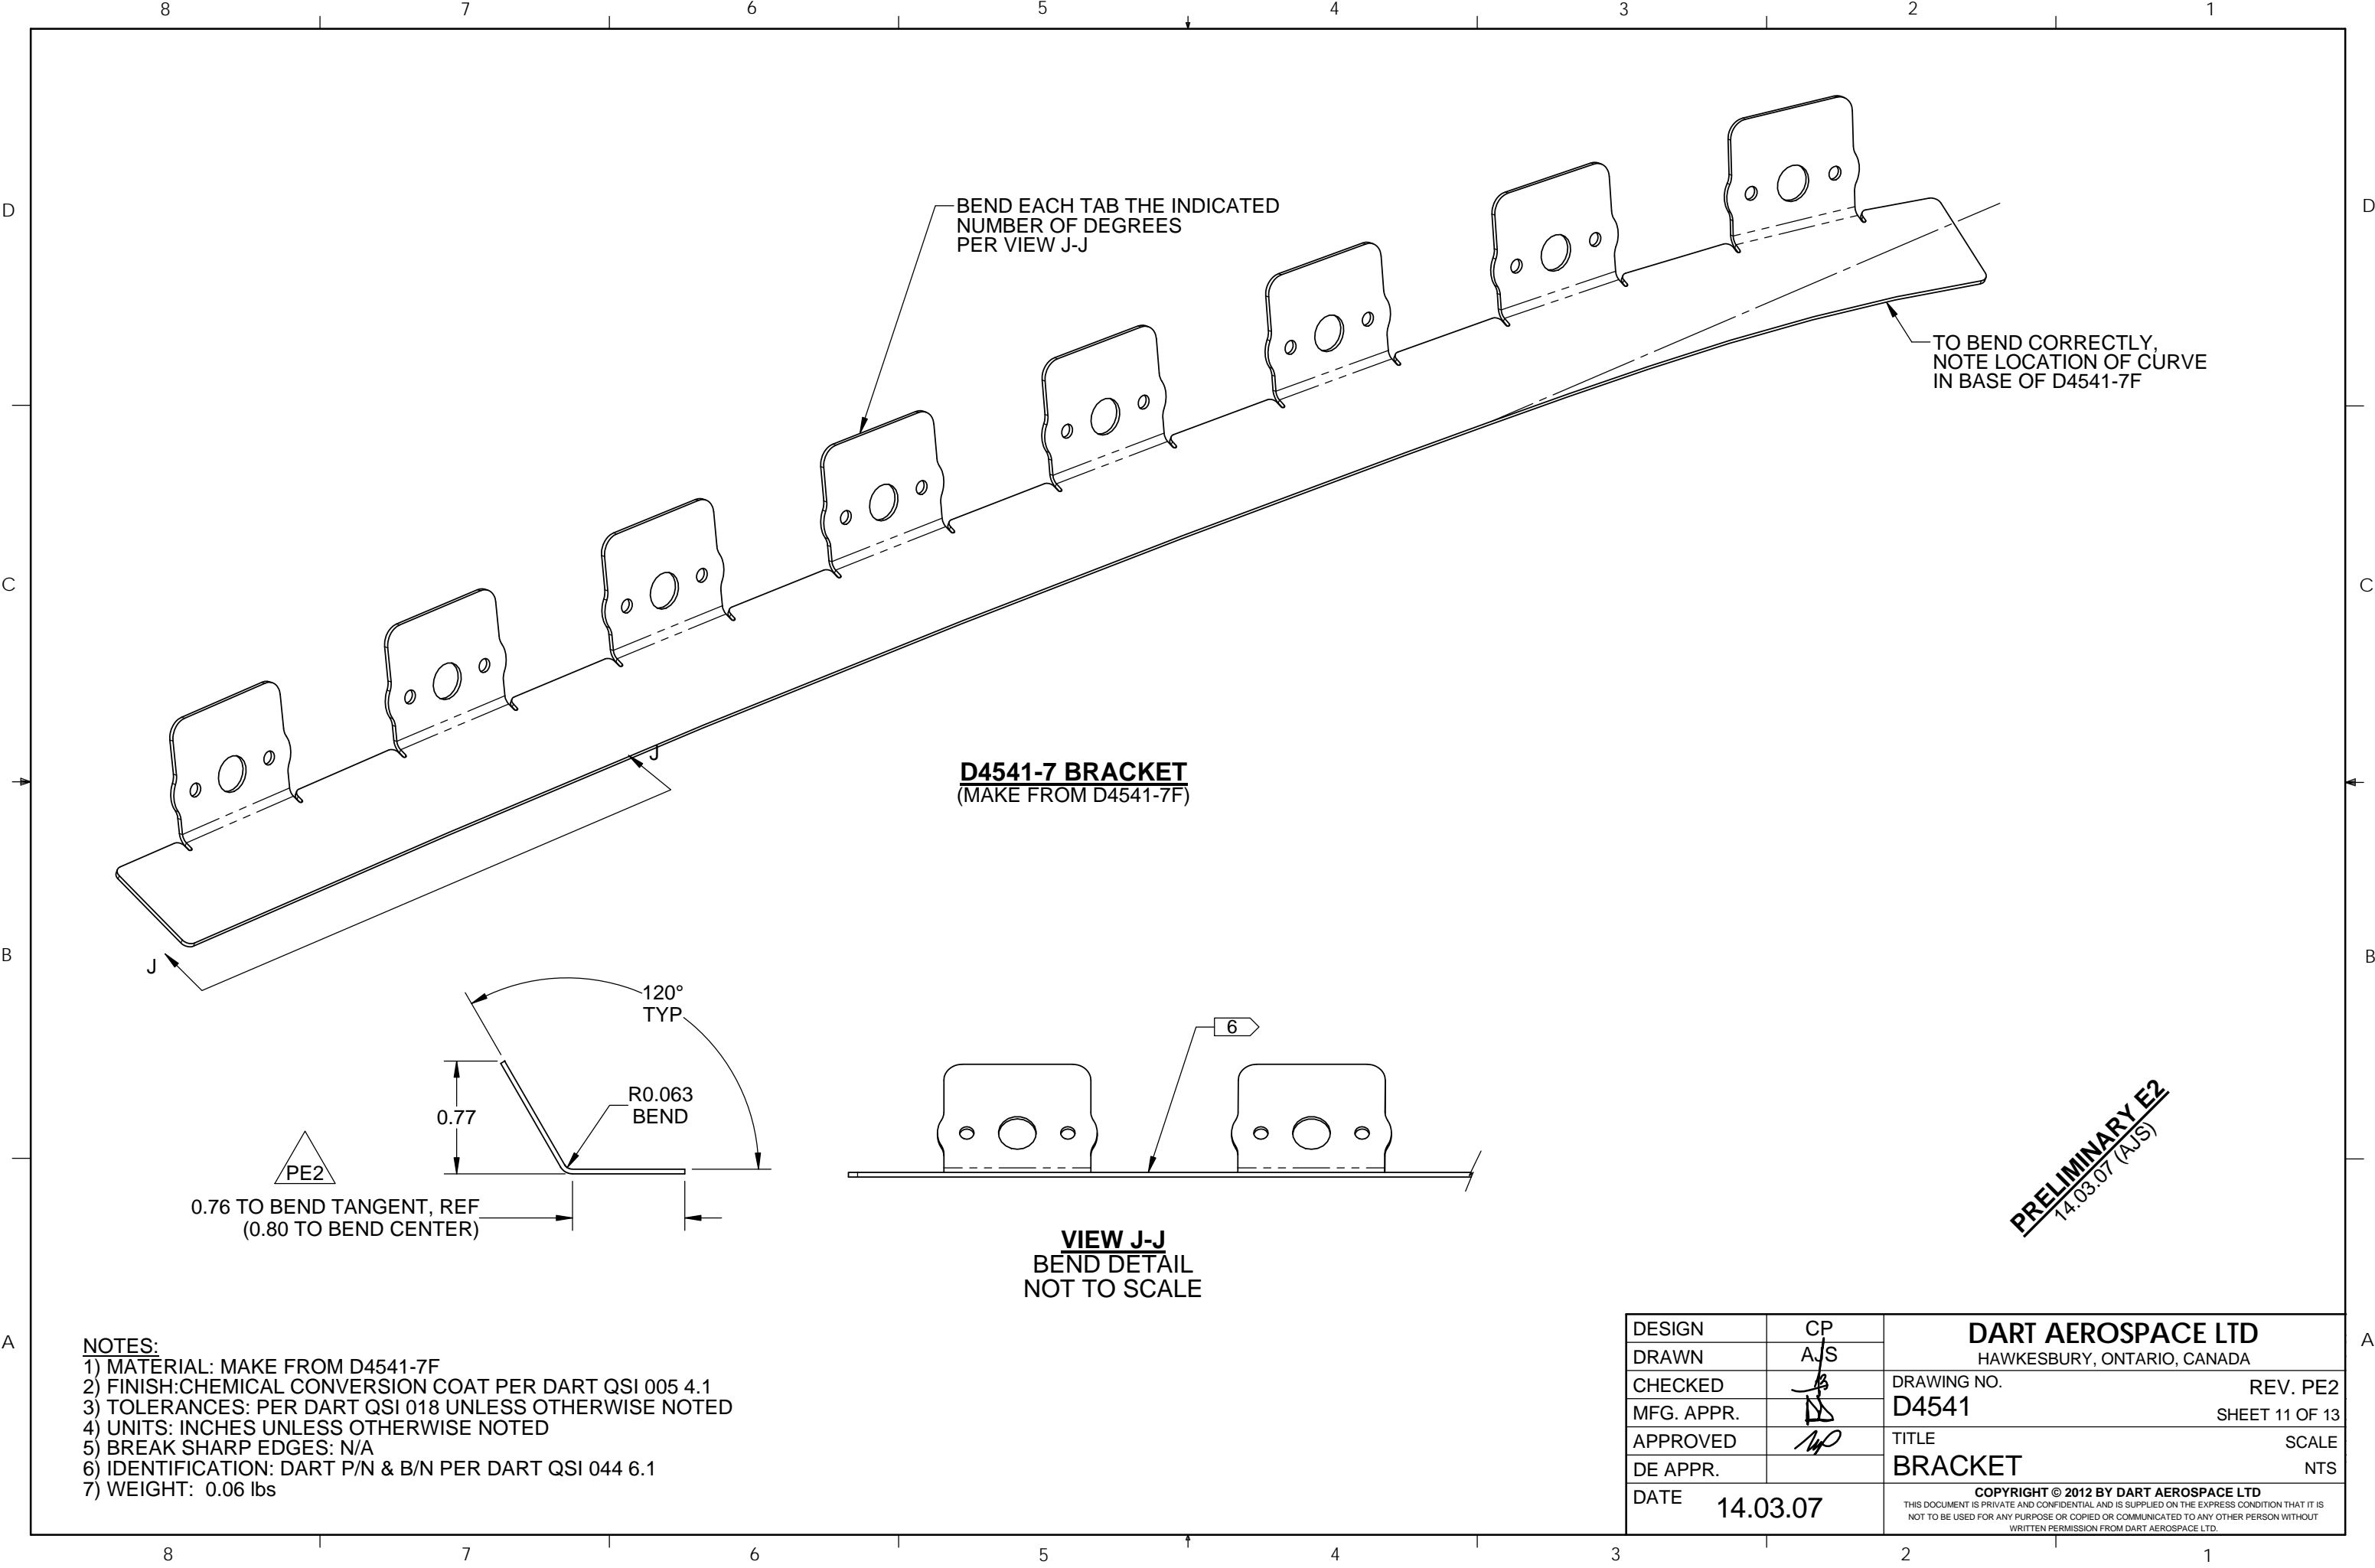 8 7 6 5 4 3 2 1
D D
C C
B B
A A
BEND EACH TAB THE INDICATED
NUMBER OF DEGREES
PER VIEW J-J
TO BEND CORRECTLY,
NOTE LOCATION OF CURVE
IN BASE OF D4541-7F
J
J
D4541-7 BRACKET
(MAKE FROM D4541-7F)
120°
TYP
R0.063
BEND
0.77
PE2
0.76 TO BEND TANGENT, REF
(0.80 TO BEND CENTER)
6
VIEW J-J
BEND DETAIL
NOT TO SCALE
PRELIMINARY E2
14.03.07 (AJS)
NOTES:
1) MATERIAL: MAKE FROM D4541-7F
2) FINISH:CHEMICAL CONVERSION COAT PER DART QSI 005 4.1
3) TOLERANCES: PER DART QSI 018 UNLESS OTHERWISE NOTED
4) UNITS: INCHES UNLESS OTHERWISE NOTED
5) BREAK SHARP EDGES: N/A
6) IDENTIFICATION: DART P/N & B/N PER DART QSI 044 6.1
7) WEIGHT: 0.06 lbs
DESIGN CP
DRAWN AJS
CHECKED
MFG. APPR.
APPROVED
DE APPR.
DATE 14.03.07
DART AEROSPACE LTD
HAWKESBURY, ONTARIO, CANADA
DRAWING NO. REV. PE2
D4541 SHEET 11 OF 13
TITLE SCALE
BRACKET NTS
COPYRIGHT © 2012 BY DART AEROSPACE LTD
THIS DOCUMENT IS PRIVATE AND CONFIDENTIAL AND IS SUPPLIED ON THE EXPRESS CONDITION THAT IT IS
NOT TO BE USED FOR ANY PURPOSE OR COPIED OR COMMUNICATED TO ANY OTHER PERSON WITHOUT
WRITTEN PERMISSION FROM DART AEROSPACE LTD.
8 7 6 5 4 3 2 1